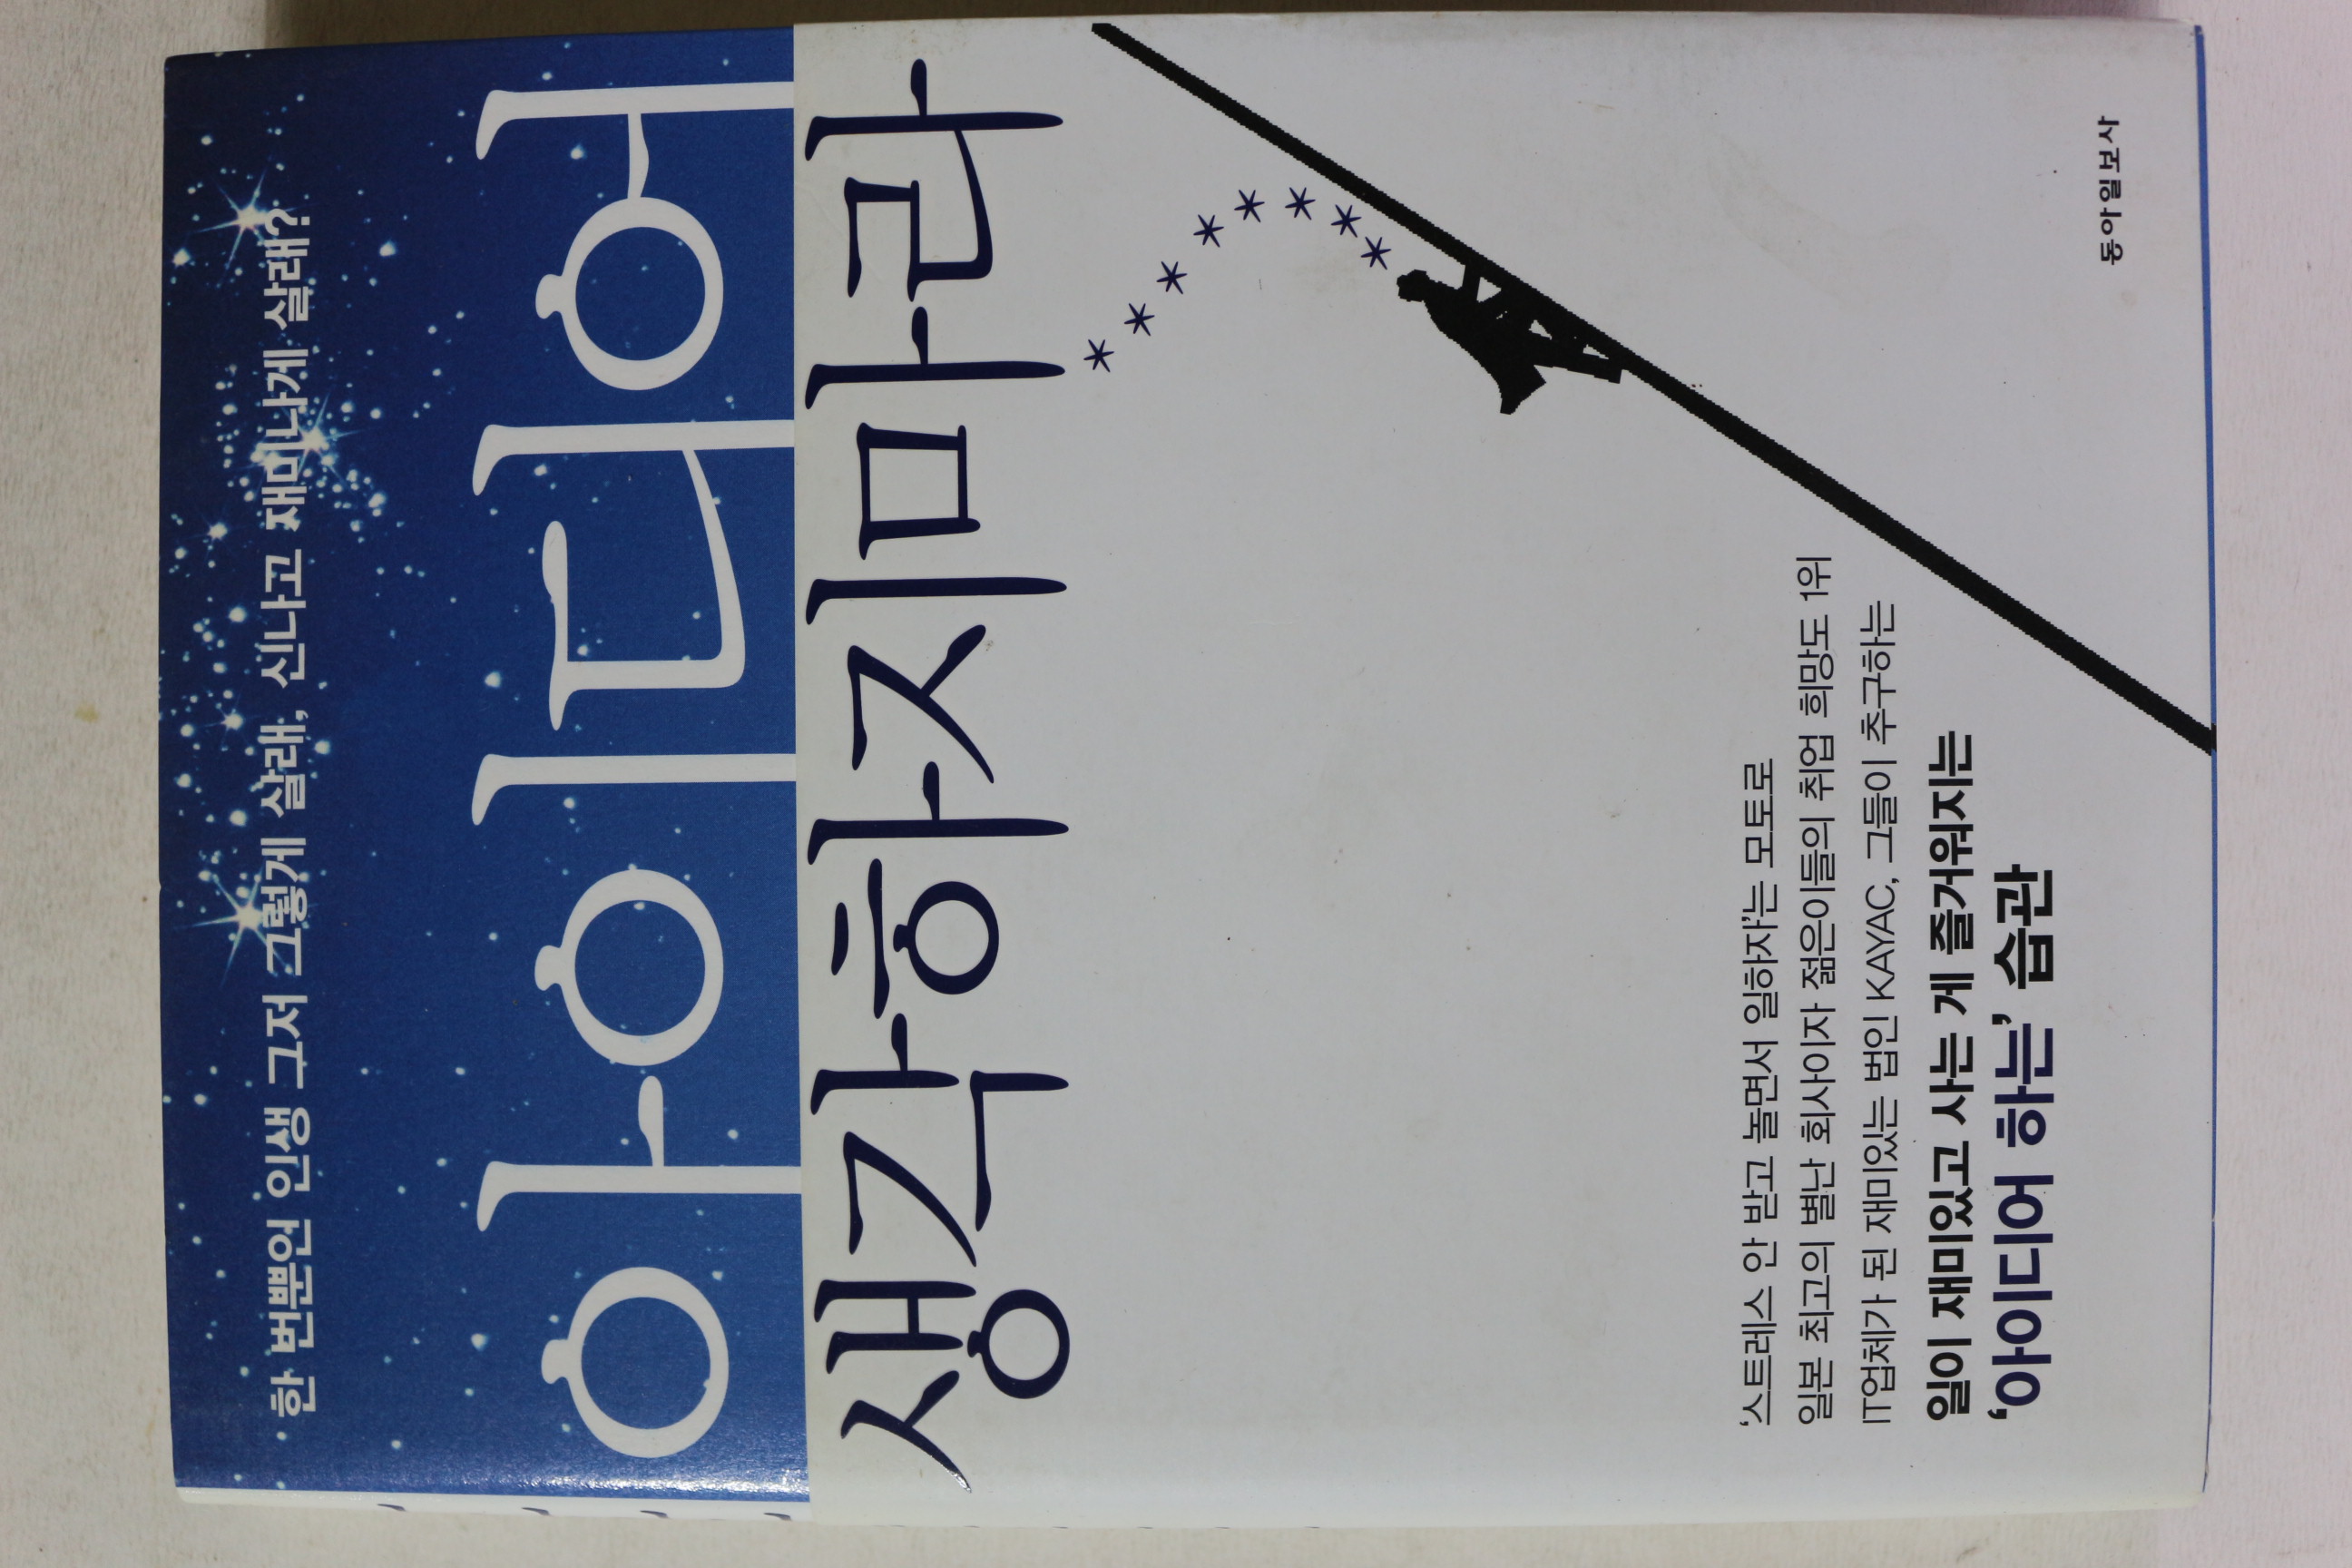 한 번뿐인 인생 그저 그렇게 살래, 신나고 재미나게 살래?
아이디어
생각하지 마라
'스트레스 안 받고 놀면서 일하자'는 모토로
일본 최고의 별난 회사이자 젊은이들의 취업 희망도 1위
IT업체가 된 재미있는 법인 KAYAC, 그들이 추구하는
일이 재미있고 사는 게 즐거워지는
'아이디어 하는' 습관
동아일보사